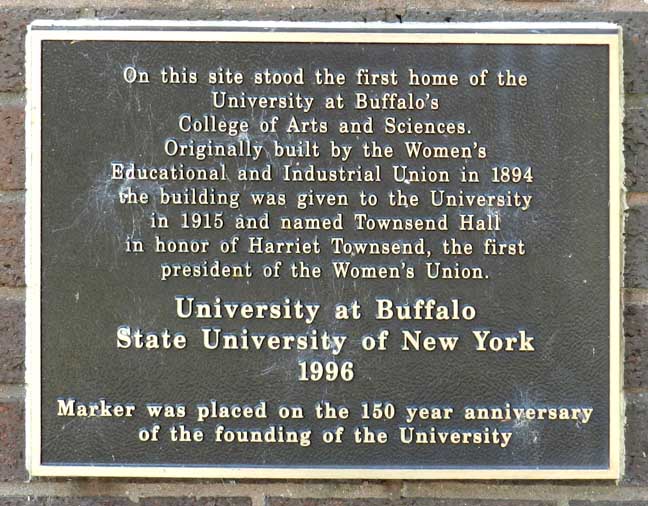 On this site stood the first home of the
University at Buffalo's
College of Arts and Sciences.
Originally built by the Women's
Educational and Industrial Union in 1894
the building was given to the University
in 1915 and named Townsend Hall
in honor of Harriet Townsend, the first
president of the Women's Union.
University at Buffalo
State University of New York
1996
Marker was placed on the 150 year anniversary
of the founding of the University